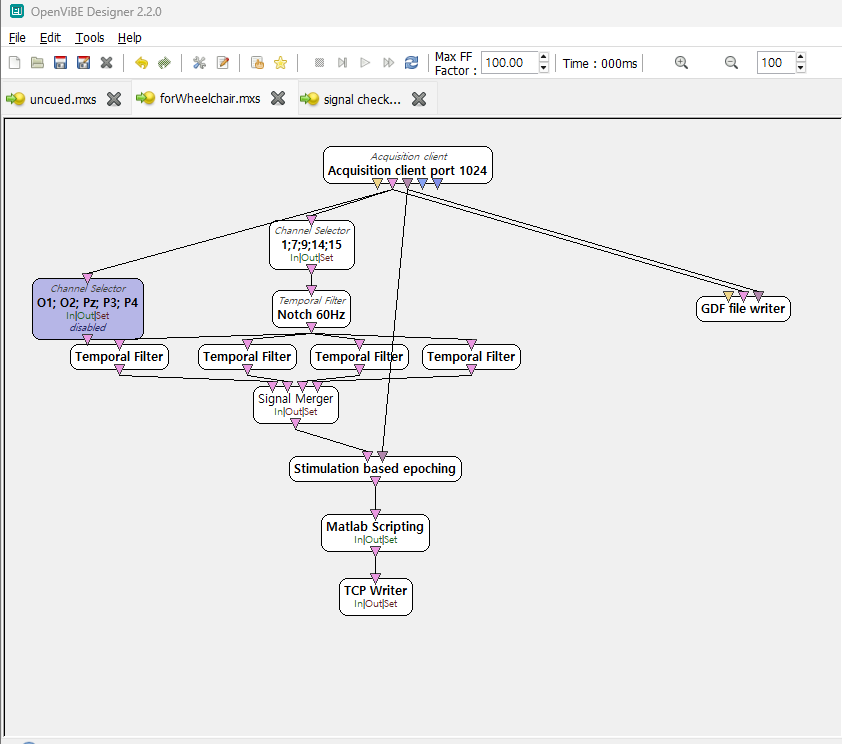 OpenViBE Designer 2.2.0
File Edit Tools Help
Max FF
Factor : 100.00 Time : 000ms 100
uncued.mxs forWheelchair.mxs signal check...
Acquisition client
Acquisition client port 1024
Channel Selector
1;7;9;14;15
In|Out|Set
Channel Selector
O1; O2; Pz; P3; P4
In|Out|Set
disabled
Temporal Filter
Notch 60Hz
GDF file writer
Temporal Filter Temporal Filter Temporal Filter Temporal Filter
Signal Merger
In|Out|Set
Stimulation based epoching
Matlab Scripting
In|Out|Set
TCP Writer
In|Out|Set